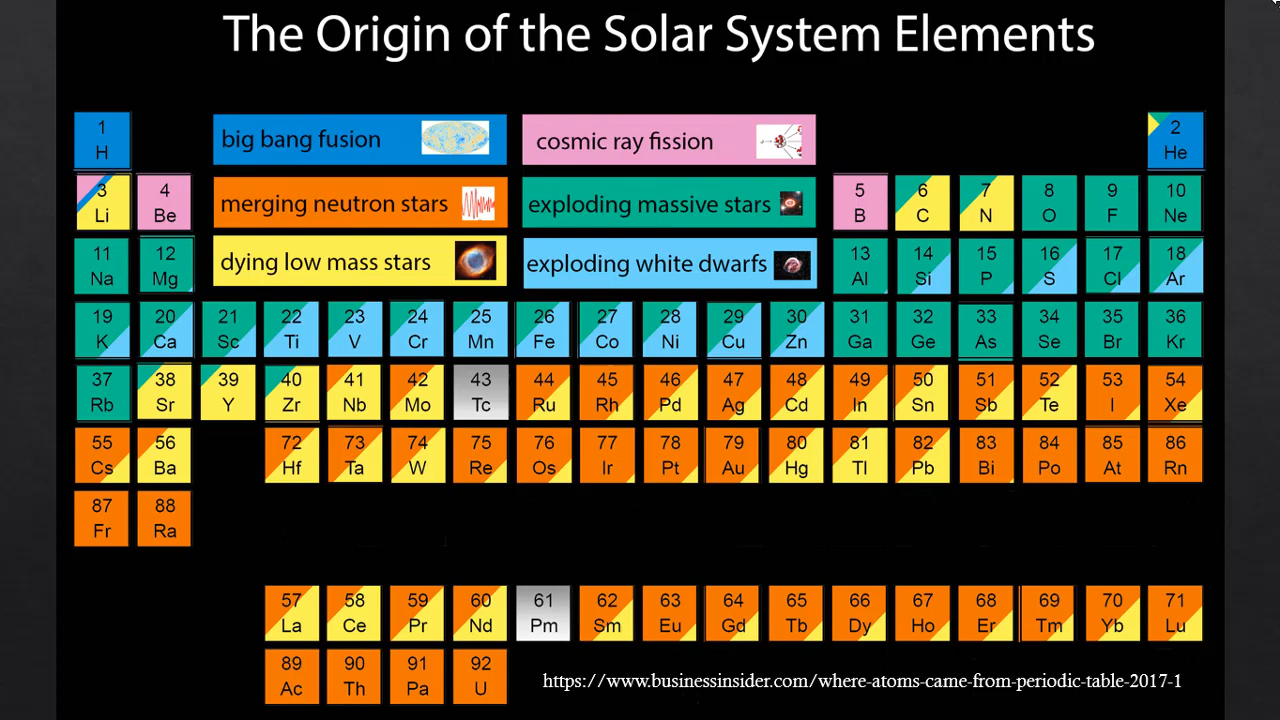 The Origin of the Solar System Elements
1 H
big bang fusion
cosmic ray fission
2 He
3 Li
4 Be
merging neutron stars
exploding massive stars
5 B
6 C
7 N
8 O
9 F
10 Ne
11 Na
12 Mg
dying low mass stars
exploding white dwarfs
13 Al
14 Si
15 P
16 S
17 Cl
18 Ar
19 K
20 Ca
21 Sc
22 Ti
23 V
24 Cr
25 Mn
26 Fe
27 Co
28 Ni
29 Cu
30 Zn
31 Ga
32 Ge
33 As
34 Se
35 Br
36 Kr
37 Rb
38 Sr
39 Y
40 Zr
41 Nb
42 Mo
43 Tc
44 Ru
45 Rh
46 Pd
47 Ag
48 Cd
49 In
50 Sn
51 Sb
52 Te
53 I
54 Xe
55 Cs
56 Ba
72 Hf
73 Ta
74 W
75 Re
76 Os
77 Ir
78 Pt
79 Au
80 Hg
81 Tl
82 Pb
83 Bi
84 Po
85 At
86 Rn
87 Fr
88 Ra
57 La
58 Ce
59 Pr
60 Nd
61 Pm
62 Sm
63 Eu
64 Gd
65 Tb
66 Dy
67 Ho
68 Er
69 Tm
70 Yb
71 Lu
89 Ac
90 Th
91 Pa
92 U
https://www.businessinsider.com/where-atoms-came-from-periodic-table-2017-1